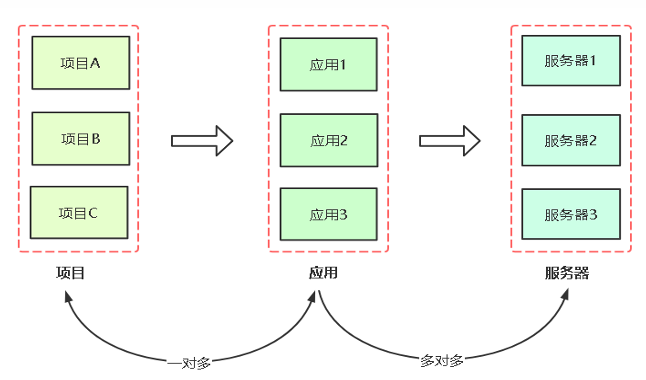 项目A
项目B
项目C
项目
应用1
应用2
应用3
应用
服务器1
服务器2
服务器3
服务器
一对多
多对多